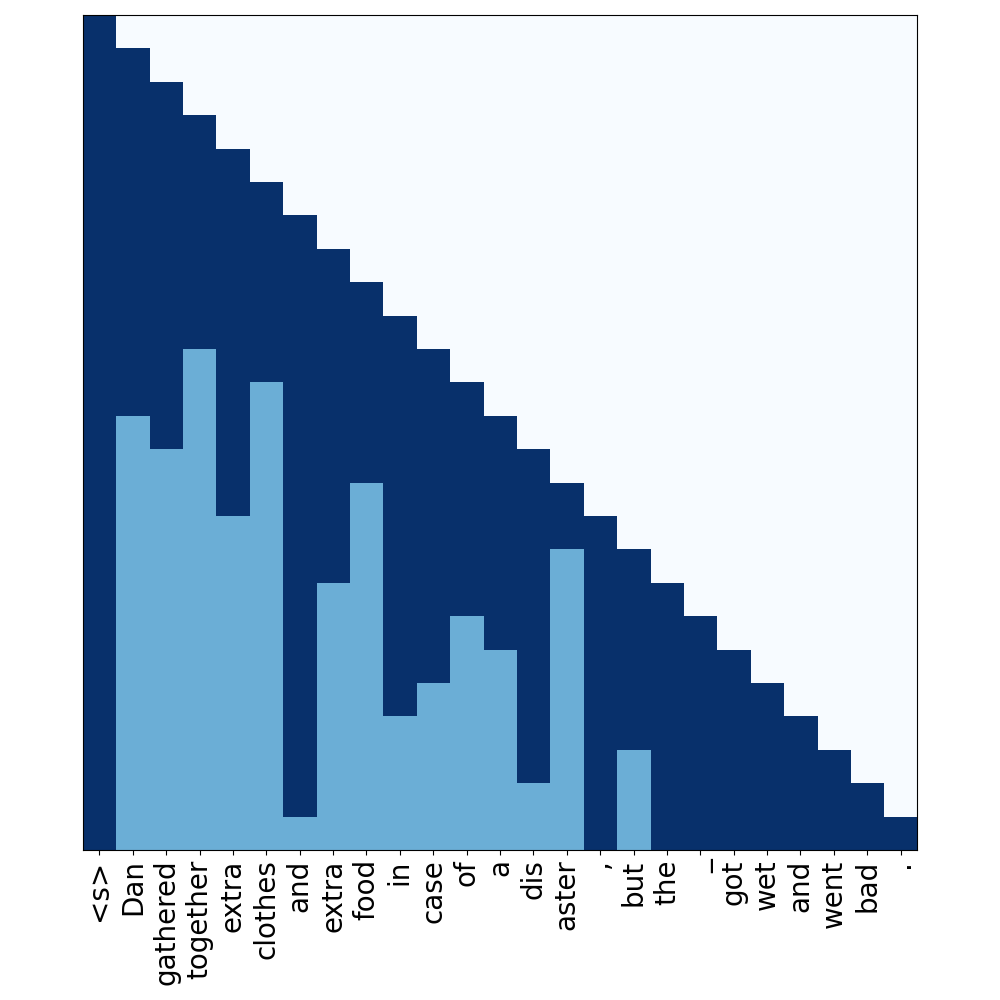 <s>
Dan
gathered
together
extra
clothes
and
extra
food
in
case
of
a
dis
aster
,
but
the
_
got
wet
and
went
bad
.